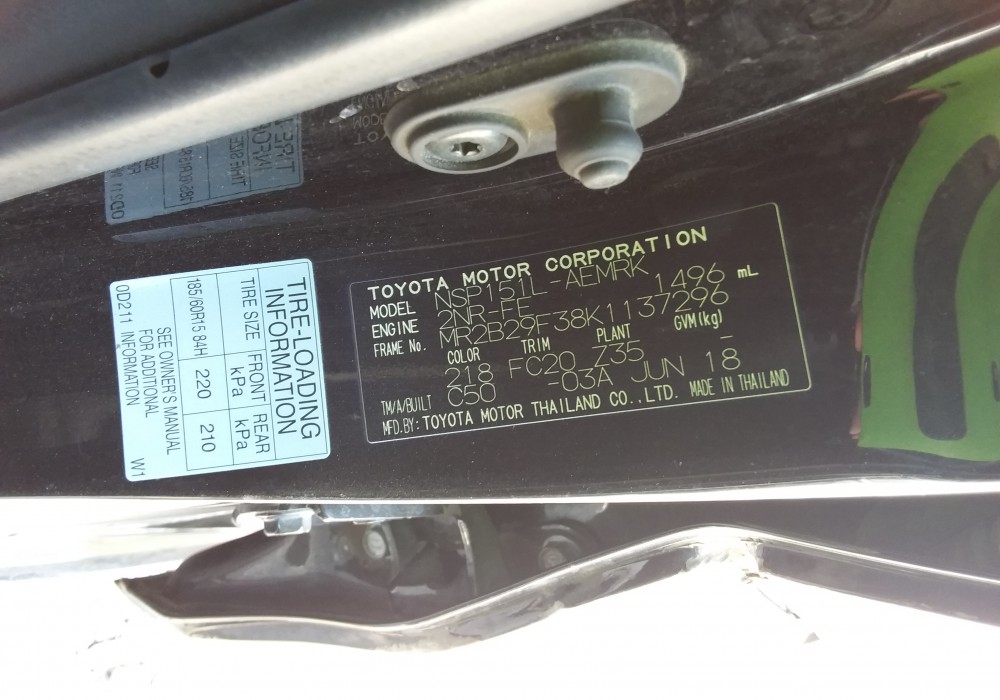 TIRE-LOADING
INFORMATION
TIRE SIZE FRONT kPa REAR kPa
185/60R15 84H 220 210
SEE OWNER'S MANUAL
FOR ADDITIONAL
0D211 INFORMATION W1
TOYOTA MOTOR CORPORATION
MODEL NSP151L-AEMRK
ENGINE 2NR-FE 1496 mL
FRAME No. MR2B29F38K1137296
COLOR TRIM PLANT GVM(kg)
218 FC20 Z35 -
TM/A/BUILT C50 -03A JUN 18
MFD.BY:TOYOTA MOTOR THAILAND CO.,LTD. MADE IN THAILAND